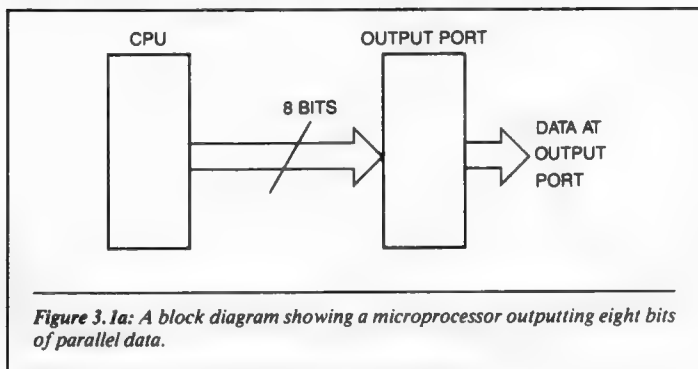 CPU
OUTPUT PORT
8 BITS
DATA AT
OUTPUT
PORT
Figure 3.1a: A block diagram showing a microprocessor outputting eight bits
of parallel data.